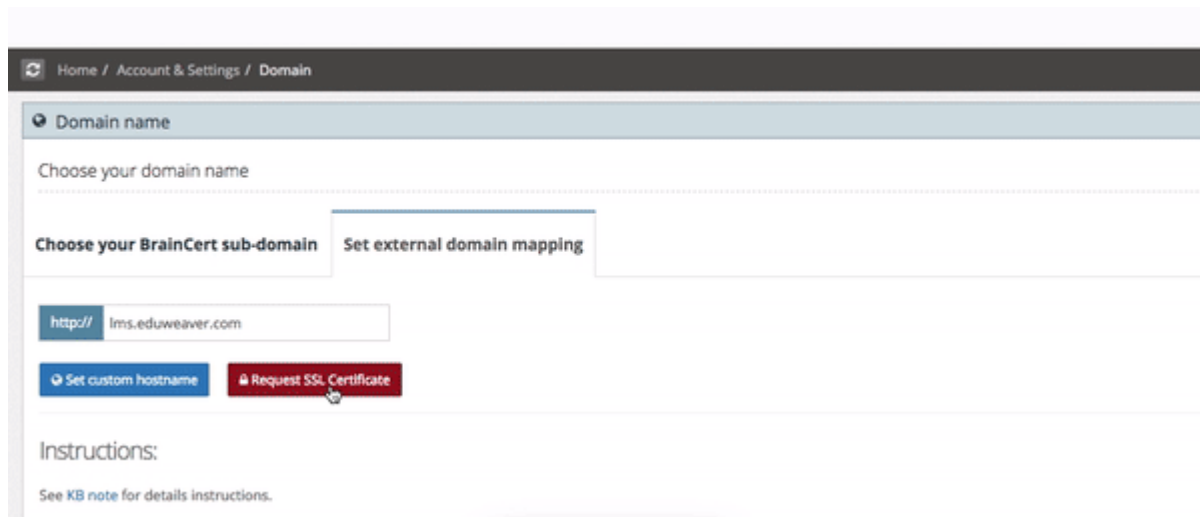 Home / Account & Settings / Domain
Domain name
Choose your domain name
Choose your BrainCert sub-domain Set external domain mapping
http:// lms.eduweaver.com
Set custom hostname Request SSL Certificate
Instructions:
See KB note for details instructions.